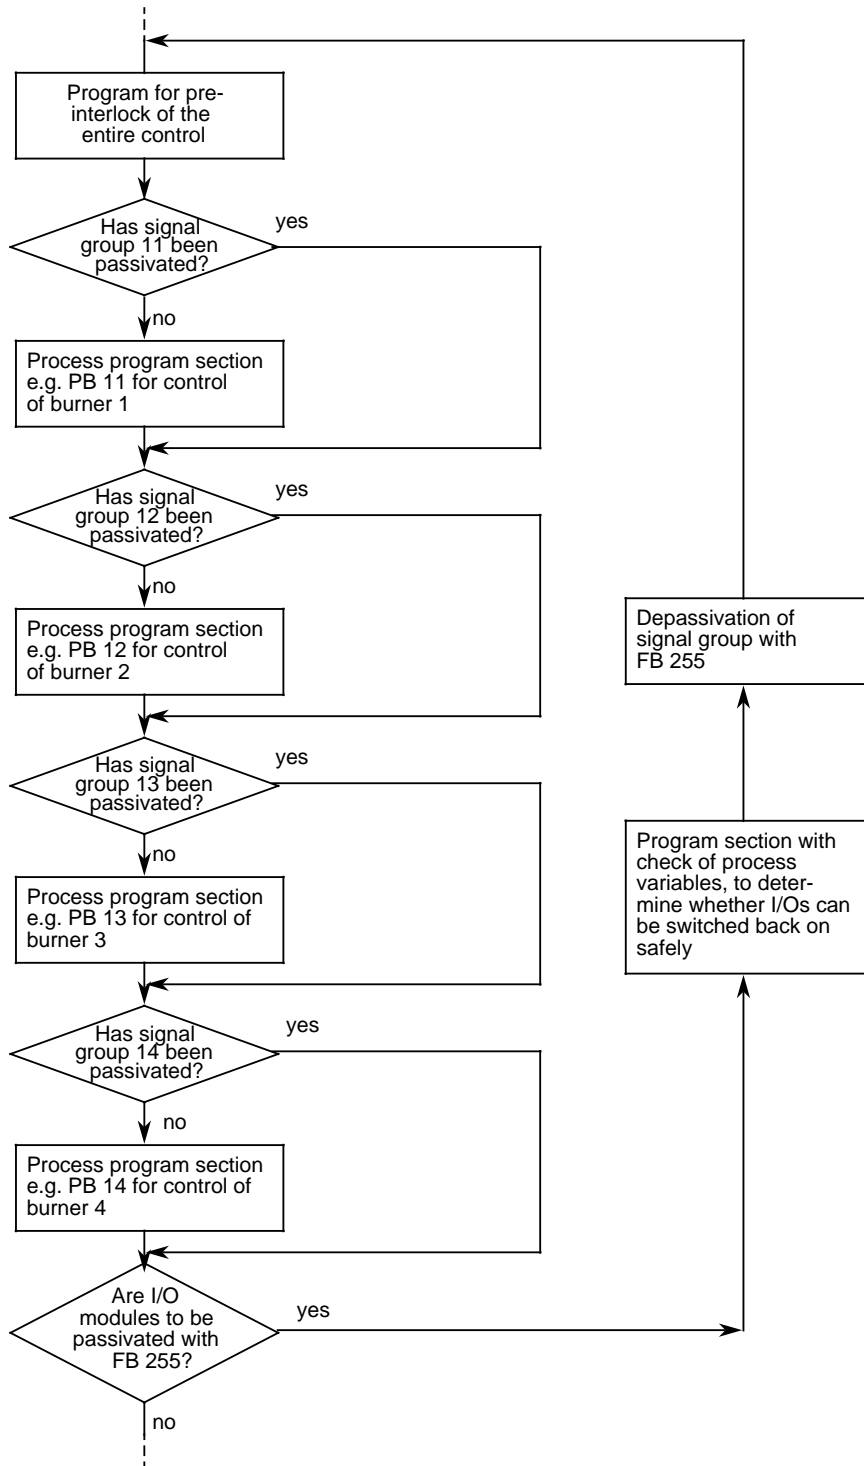 Program for pre-
interlock of the
entire control
Has signal
group 11 been
passivated?
yes
no
Process program section
e.g. PB 11 for control
of burner 1
Has signal
group 12 been
passivated?
yes
no
Process program section
e.g. PB 12 for control
of burner 2
Has signal
group 13 been
passivated?
yes
no
Process program section
e.g. PB 13 for control of
burner 3
Has signal
group 14 been
passivated?
yes
no
Process program section
e.g. PB 14 for control of
burner 4
Are I/O
modules to be
passivated with
FB 255?
yes
no
Program section with
check of process
variables, to deter-
mine whether I/Os can
be switched back on
safely
Depassivation of
signal group with
FB 255